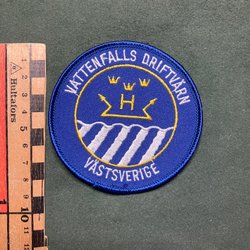 VATTENFALLS DRIFTVÄRN
H
VÄSTSVERIGE
Hultafors